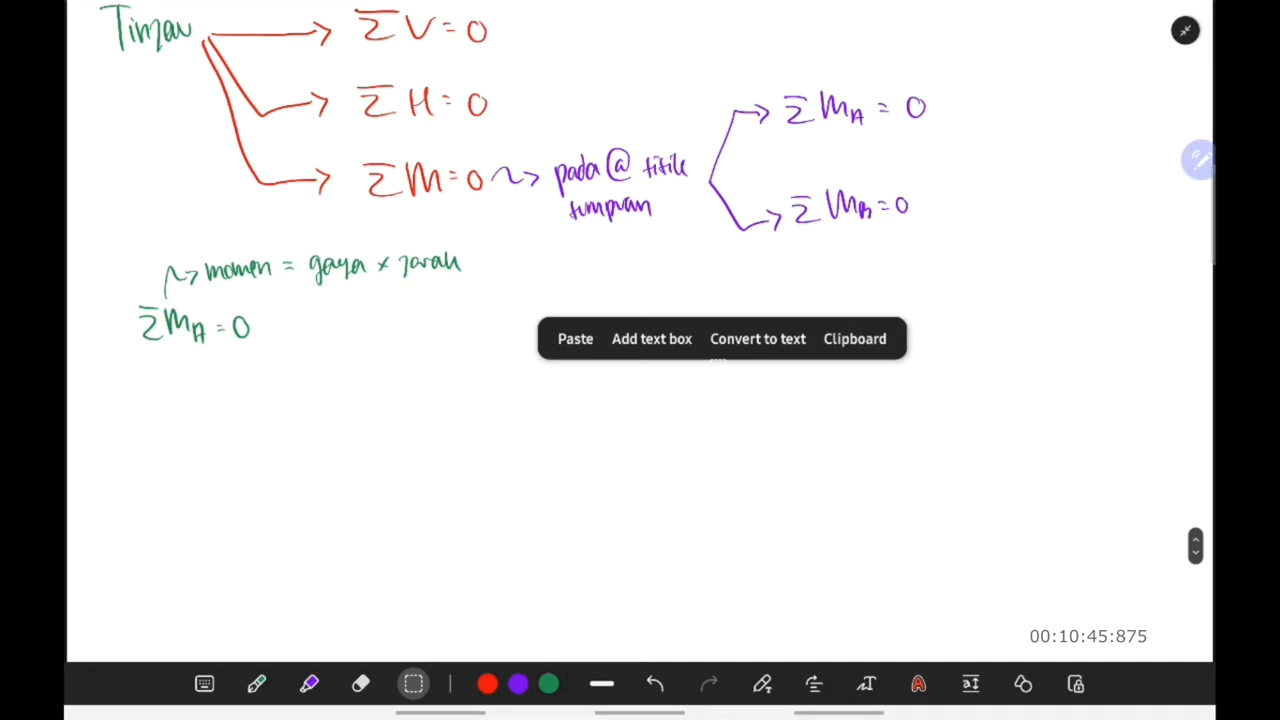 Tinjau
ΣV = 0
ΣH = 0
ΣM = 0
pada @ titik
tumpuan
ΣMA = 0
ΣMB = 0
momen = gaya × jarak
ΣMA = 0
Paste Add text box Convert to text Clipboard
00:10:45:875